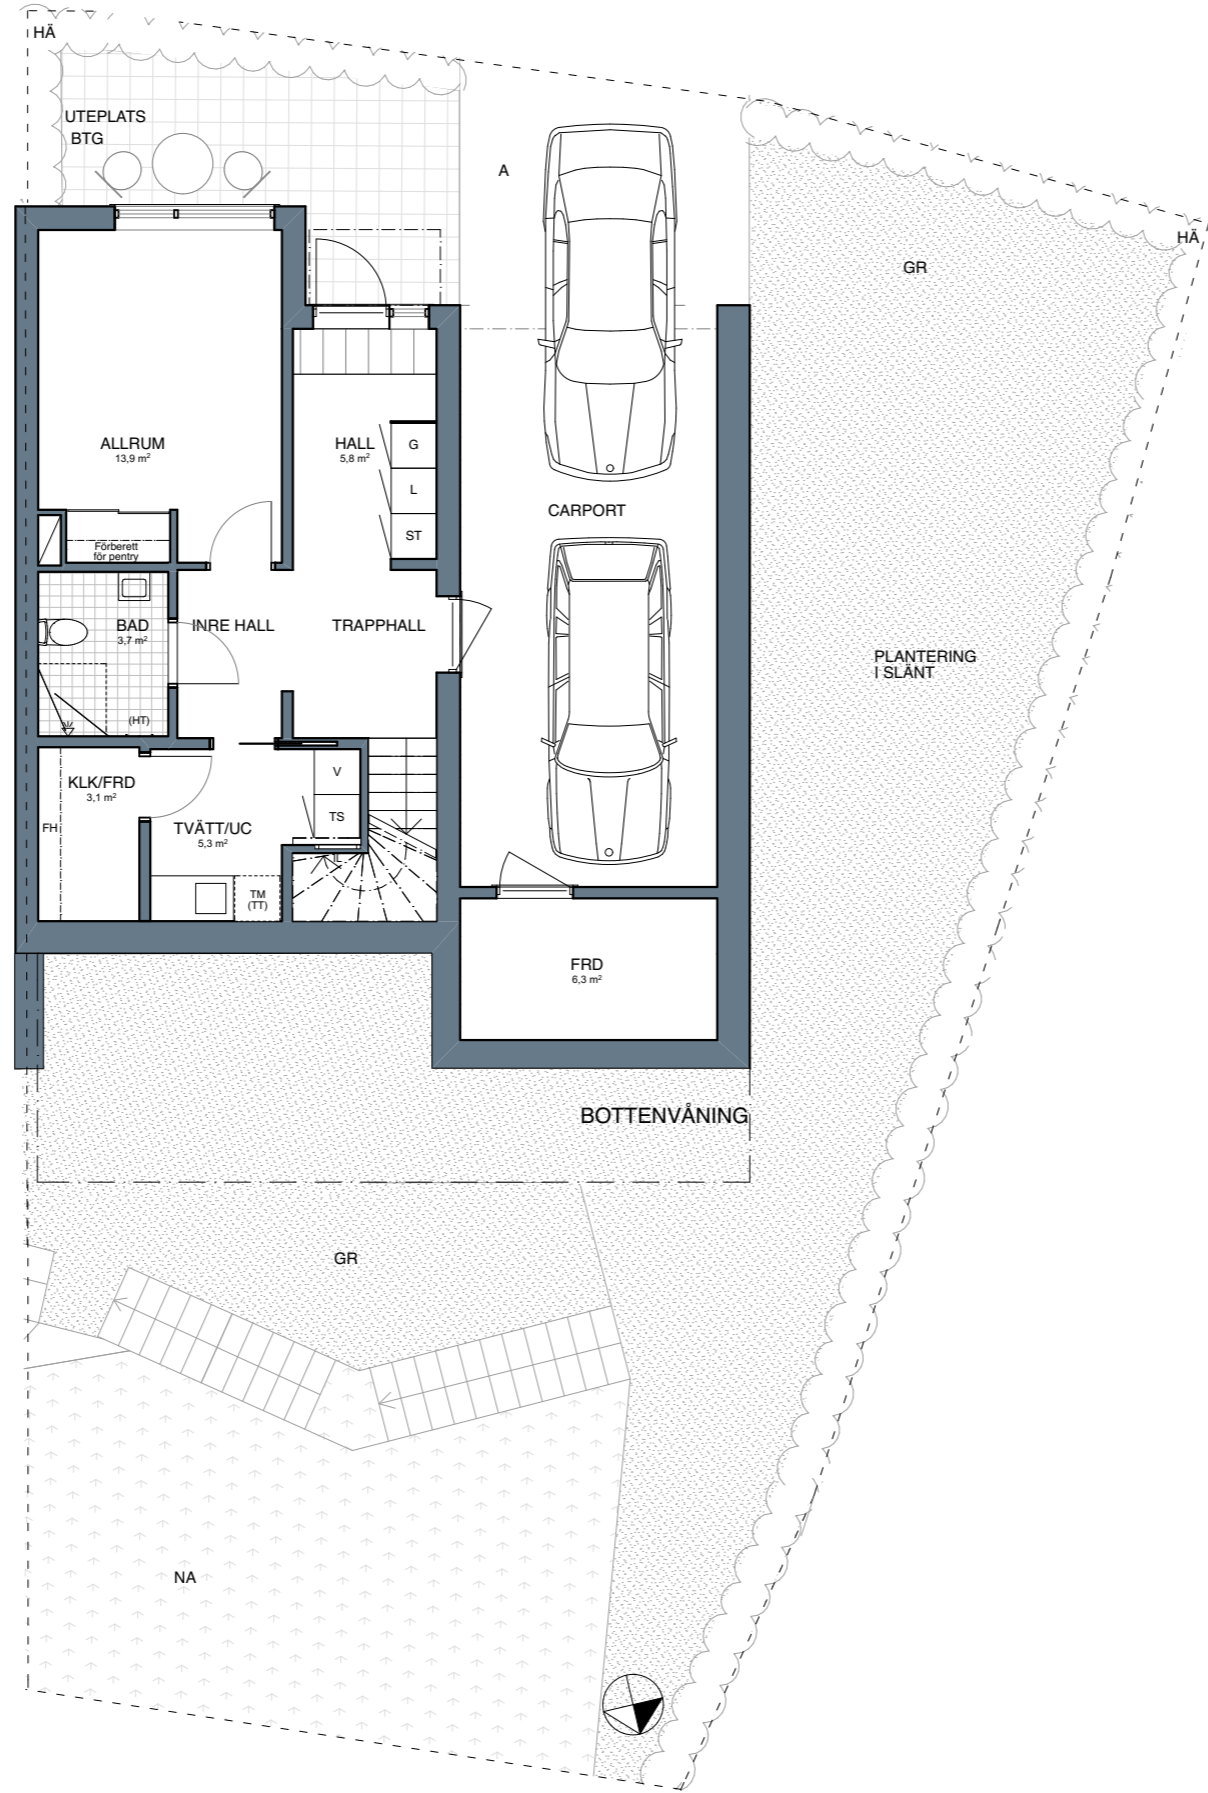 HÄ
UTEPLATS
BTG
A
HÄ
GR
ALLRUM
13,9 m²
HALL
5,8 m²
G
L
ST
CARPORT
Förberett
för pentry
BAD
3,7 m²
INRE HALL
TRAPPHALL
PLANTERING
I SLÄNT
(HT)
KLK/FRD
3,1 m²
V
TS
FH
TVÄTT/UC
5,3 m²
TM
(TT)
FRD
6,3 m²
BOTTENVÅNING
GR
NA